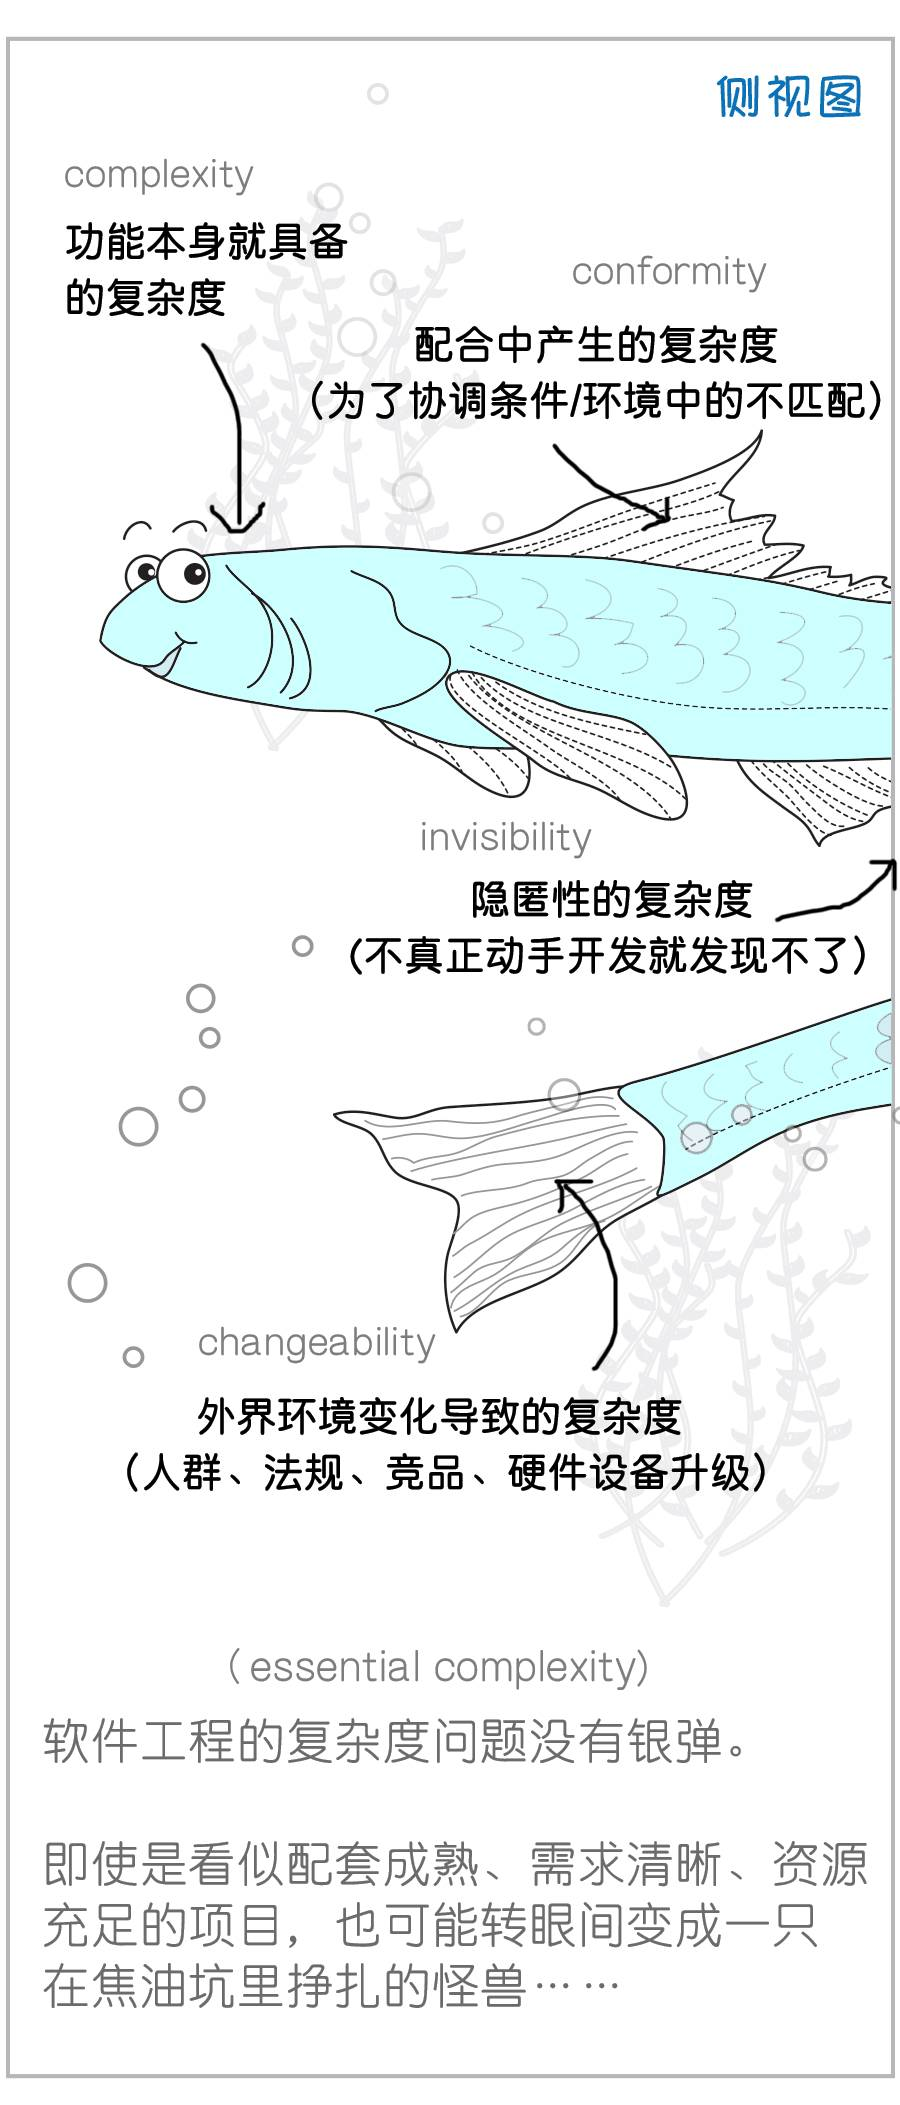 侧视图
complexity
功能本身就具备
的复杂度
conformity
配合中产生的复杂度
（为了协调条件/环境中的不匹配）
invisibility
隐匿性的复杂度
（不真正动手开发就发现不了）
changeability
外界环境变化导致的复杂度
（人群、法规、竞品、硬件设备升级）
（essential complexity)
软件工程的复杂度问题没有银弹。
即使是看似配套成熟、需求清晰、资源
充足的项目，也可能转眼间变成一只
在焦油坑里挣扎的怪兽……